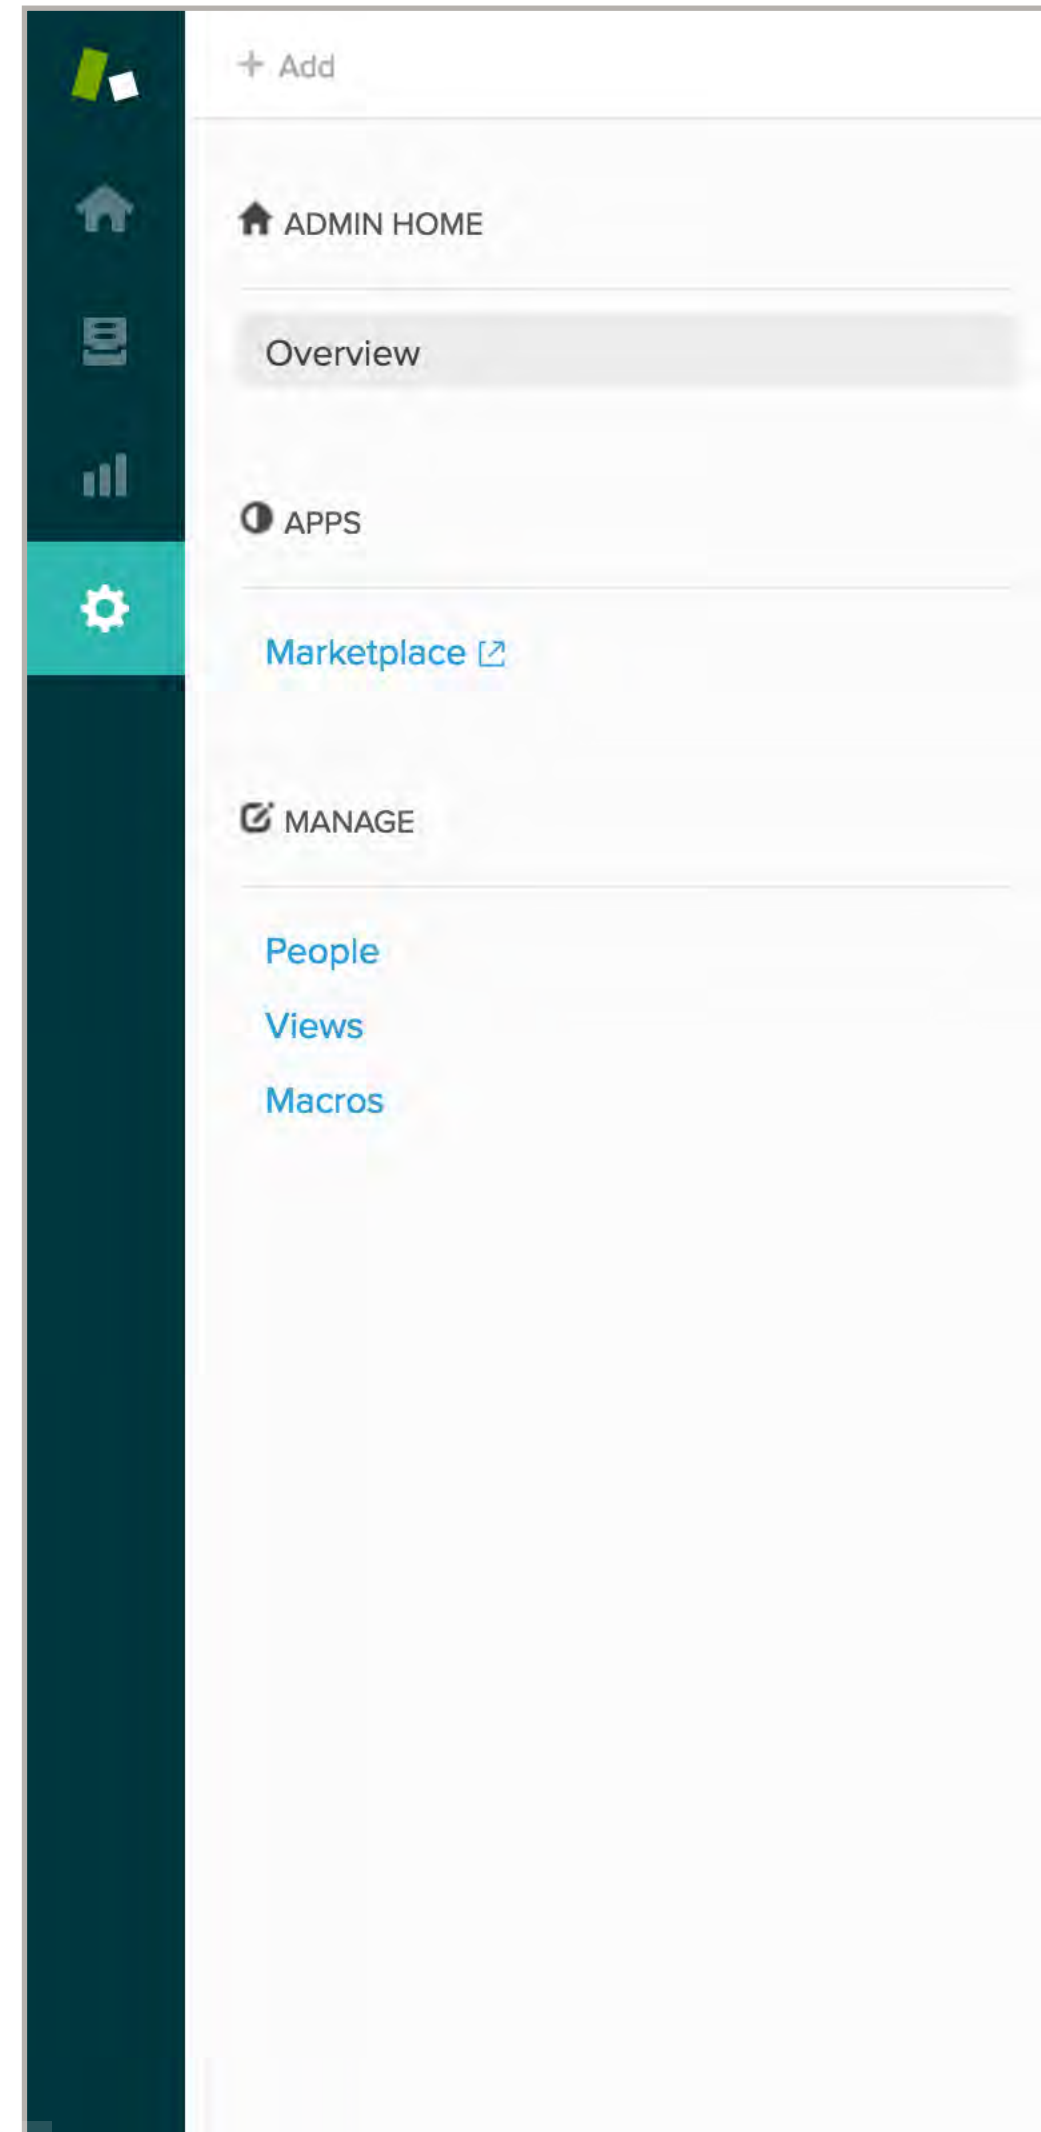 + Add
ADMIN HOME
Overview
APPS
Marketplace
MANAGE
People
Views
Macros